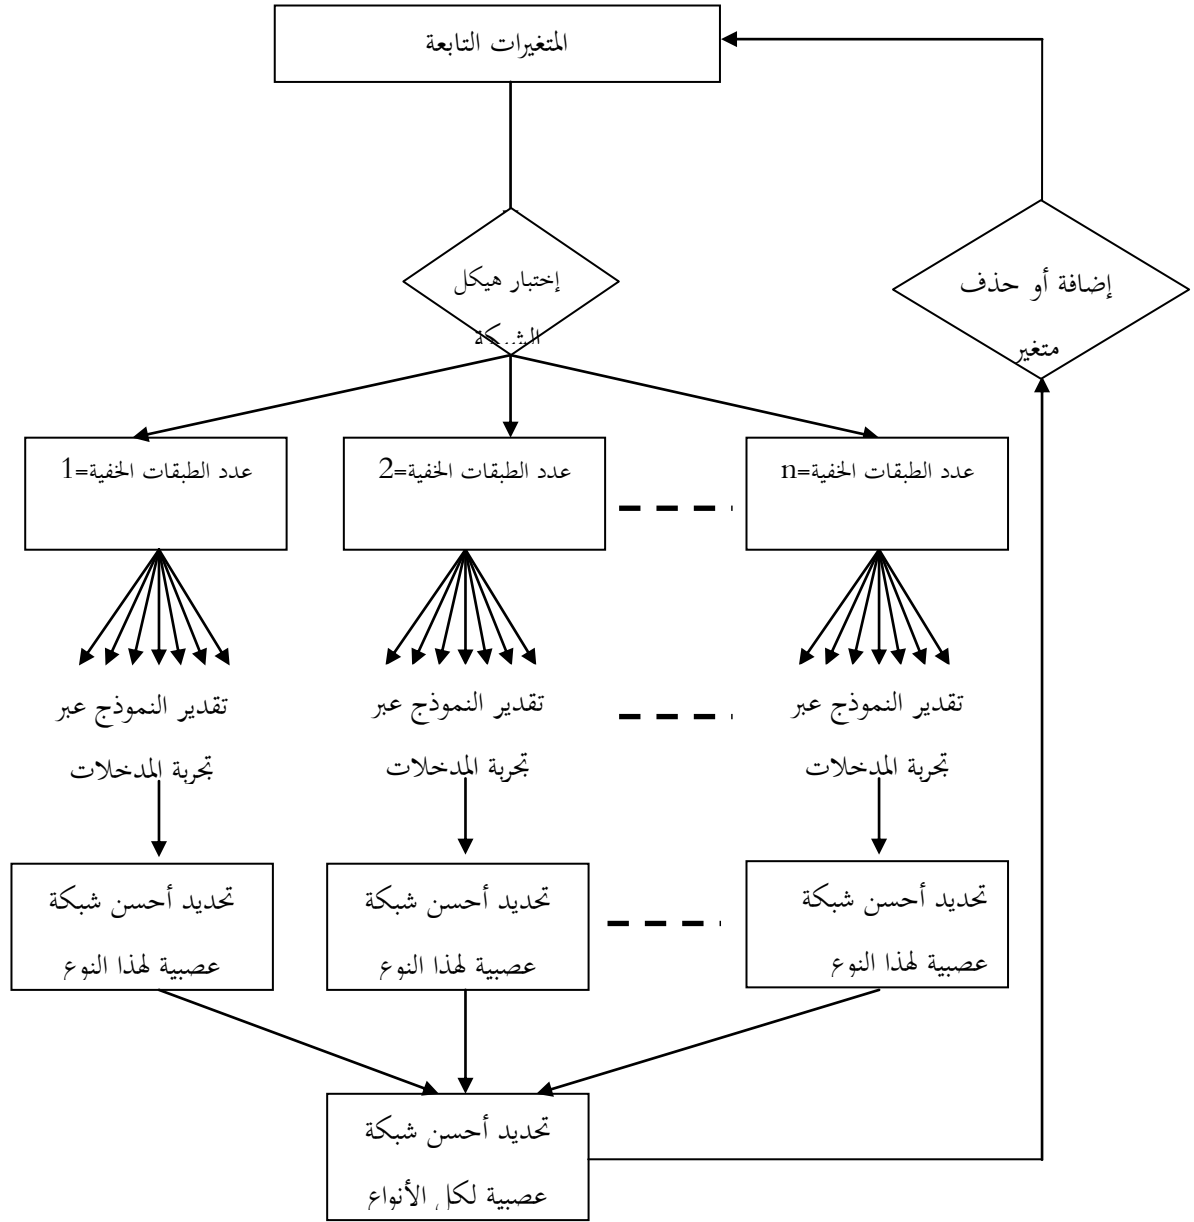 المتغيرات التابعة
إختبار هيكل
الشبكة
إضافة أو حذف
متغير
عدد الطبقات الخفية=1
عدد الطبقات الخفية=2
عدد الطبقات الخفية=n
تقدير النموذج عبر
تجربة المدخلات
تقدير النموذج عبر
تجربة المدخلات
تقدير النموذج عبر
تجربة المدخلات
تحديد أحسن شبكة
عصبية لهذا النوع
تحديد أحسن شبكة
عصبية لهذا النوع
تحديد أحسن شبكة
عصبية لهذا النوع
تحديد أحسن شبكة
عصبية لكل الأنواع